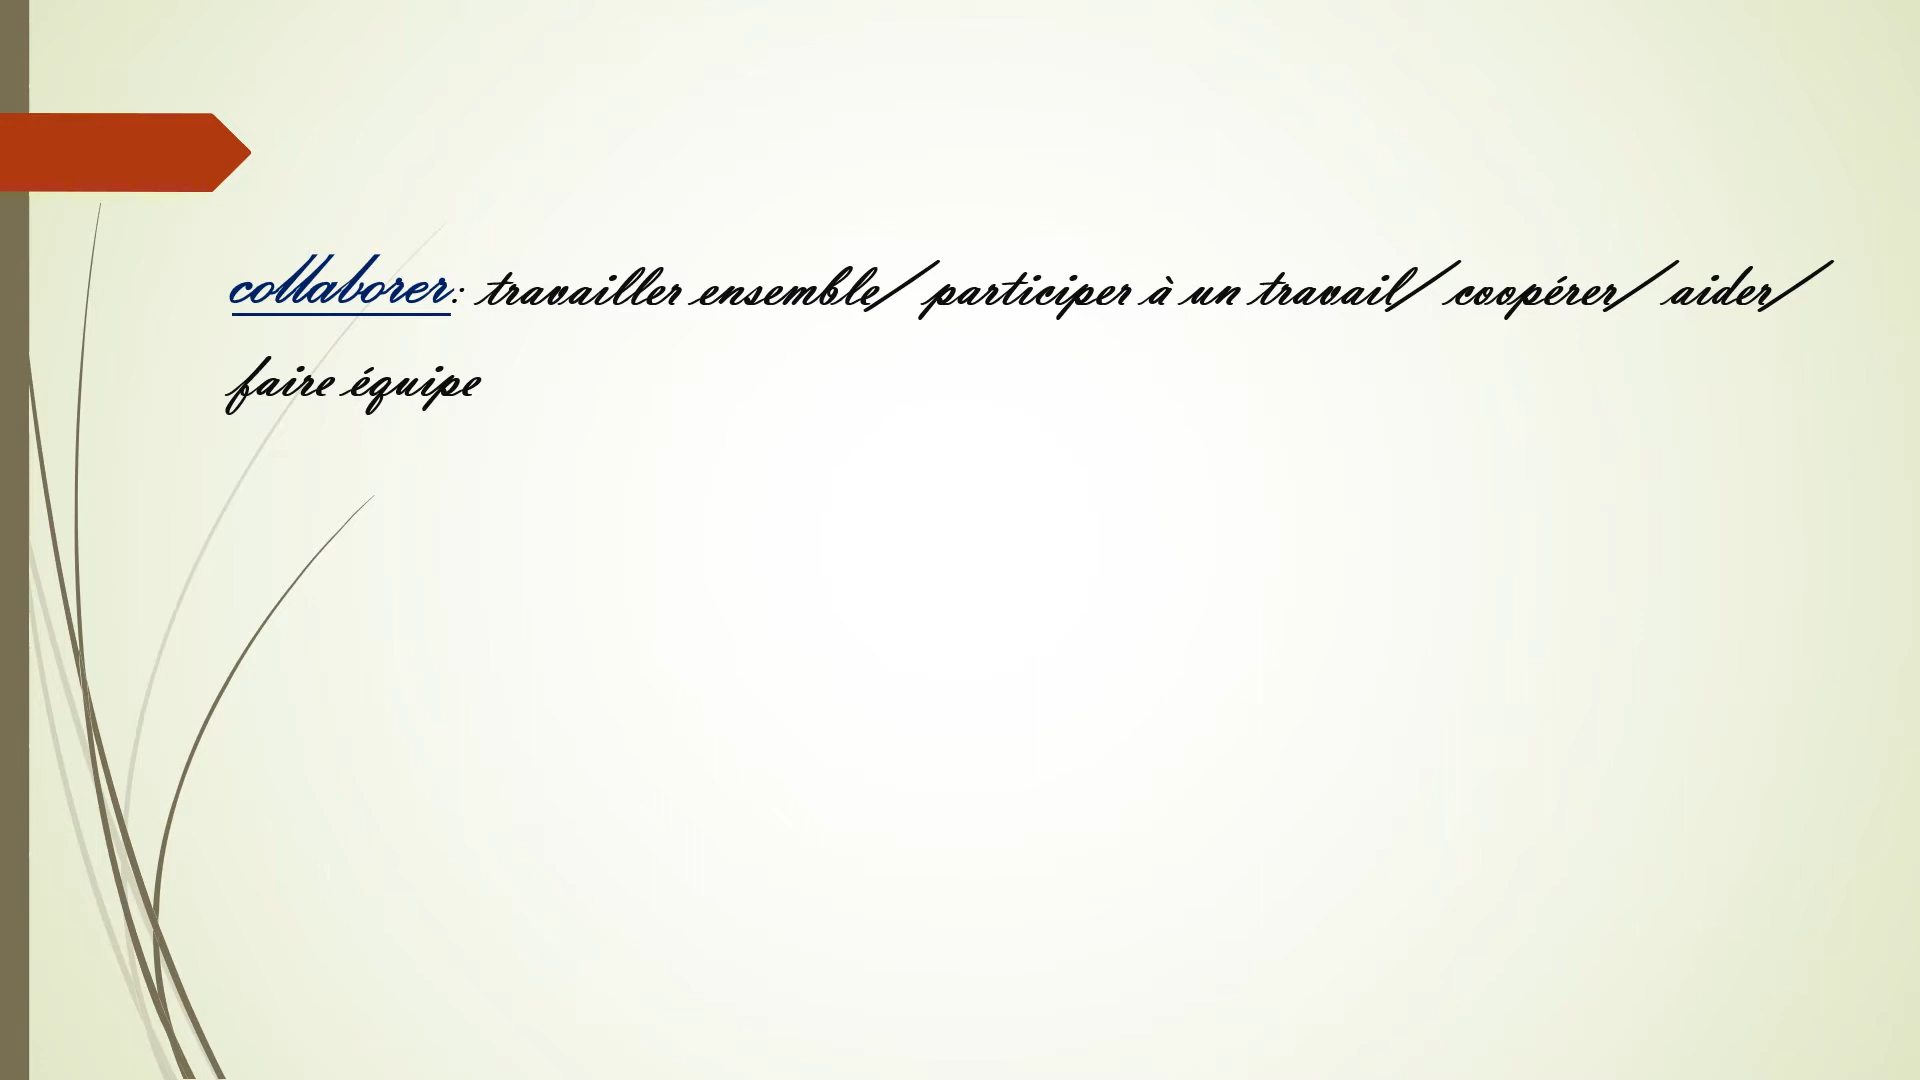 collaborer: travailler ensemble/ participer à un travail/ coopérer/ aider/
faire équipe